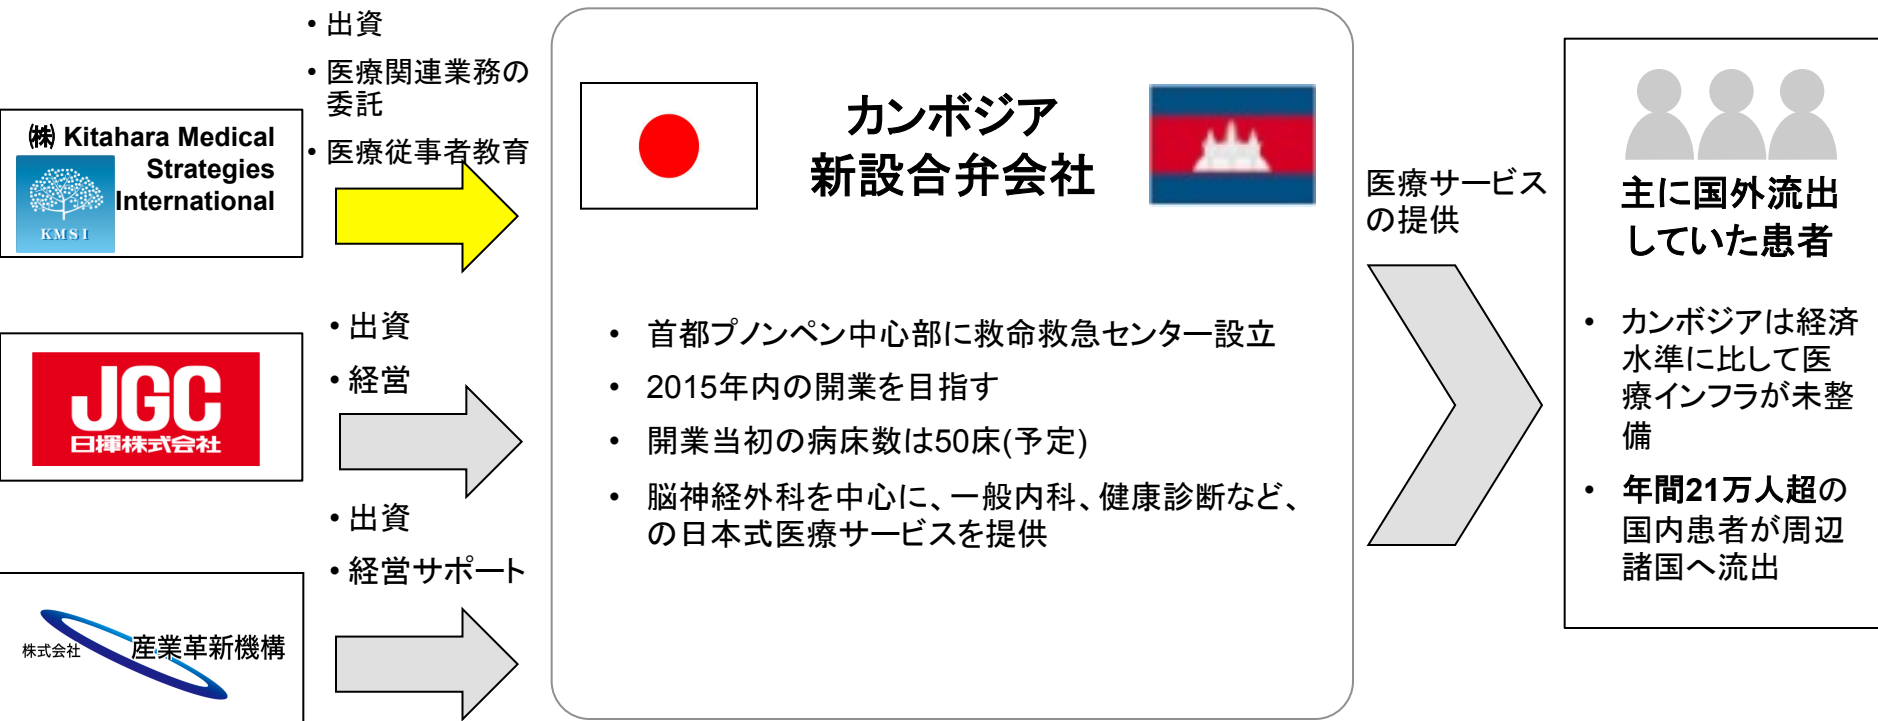 ㈱ Kitahara Medical
Strategies
International
KMSI
• 出資
• 医療関連業務の
委託
• 医療従事者教育
JGC
日揮株式会社
• 出資
• 経営
株式会社 産業革新機構
• 出資
• 経営サポート
カンボジア
新設合弁会社
• 首都プノンペン中心部に救命救急センター設立
• 2015年内の開業を目指す
• 開業当初の病床数は50床(予定)
• 脳神経外科を中心に、一般内科、健康診断など、
の日本式医療サービスを提供
医療サービス
の提供
主に国外流出
していた患者
• カンボジアは経済
水準に比して医
療インフラが未整
備
• 年間21万人超の
国内患者が周辺
諸国へ流出